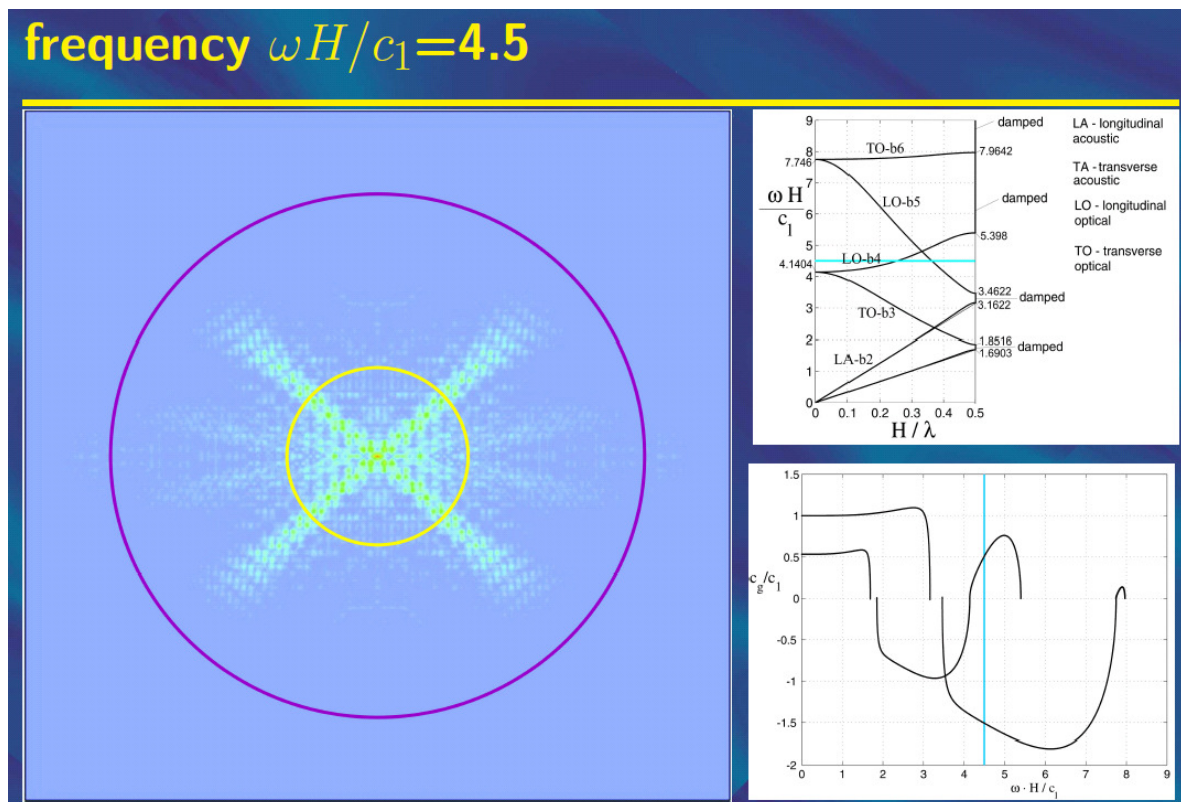 frequency ωH/c₁=4.5
9
8
7.746
7
6
ω H
c₁
5
4.1404
4
3
2
1
0
TO-b6
LO-b5
LO-b4
TO-b3
LA-b2
damped
7.9642
damped
5.398
3.4622
damped
3.1622
1.8516
damped
1.6903
0 0.1 0.2 0.3 0.4 0.5
H / λ
LA - longitudinal
acoustic
TA - transverse
acoustic
LO - longitudinal
optical
TO - transverse
optical
1.5
1
0.5
c_g/c₁
0
-0.5
-1
-1.5
-2
0 1 2 3 4 5 6 7 8 9
ω · H / c₁